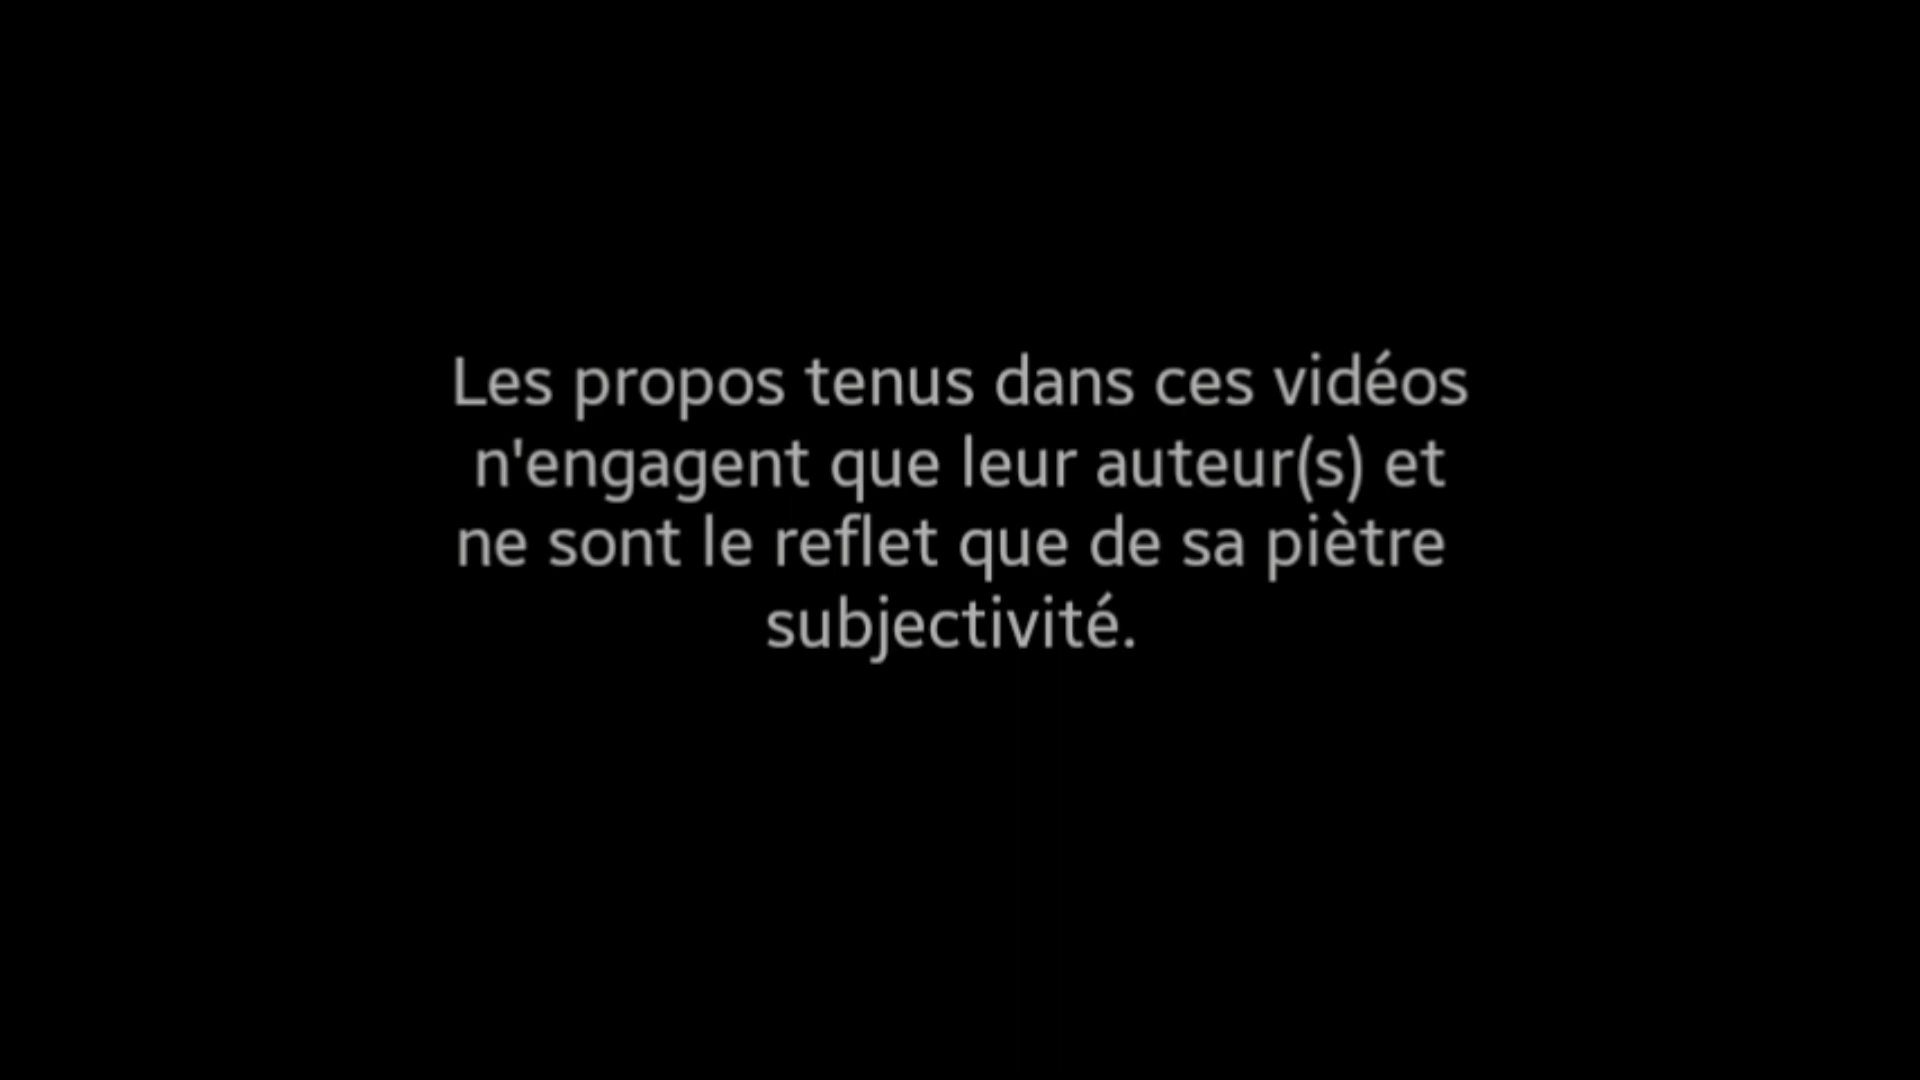 Les propos tenus dans ces vidéos
n'engagent que leur auteur(s) et
ne sont le reflet que de sa piètre
subjectivité.